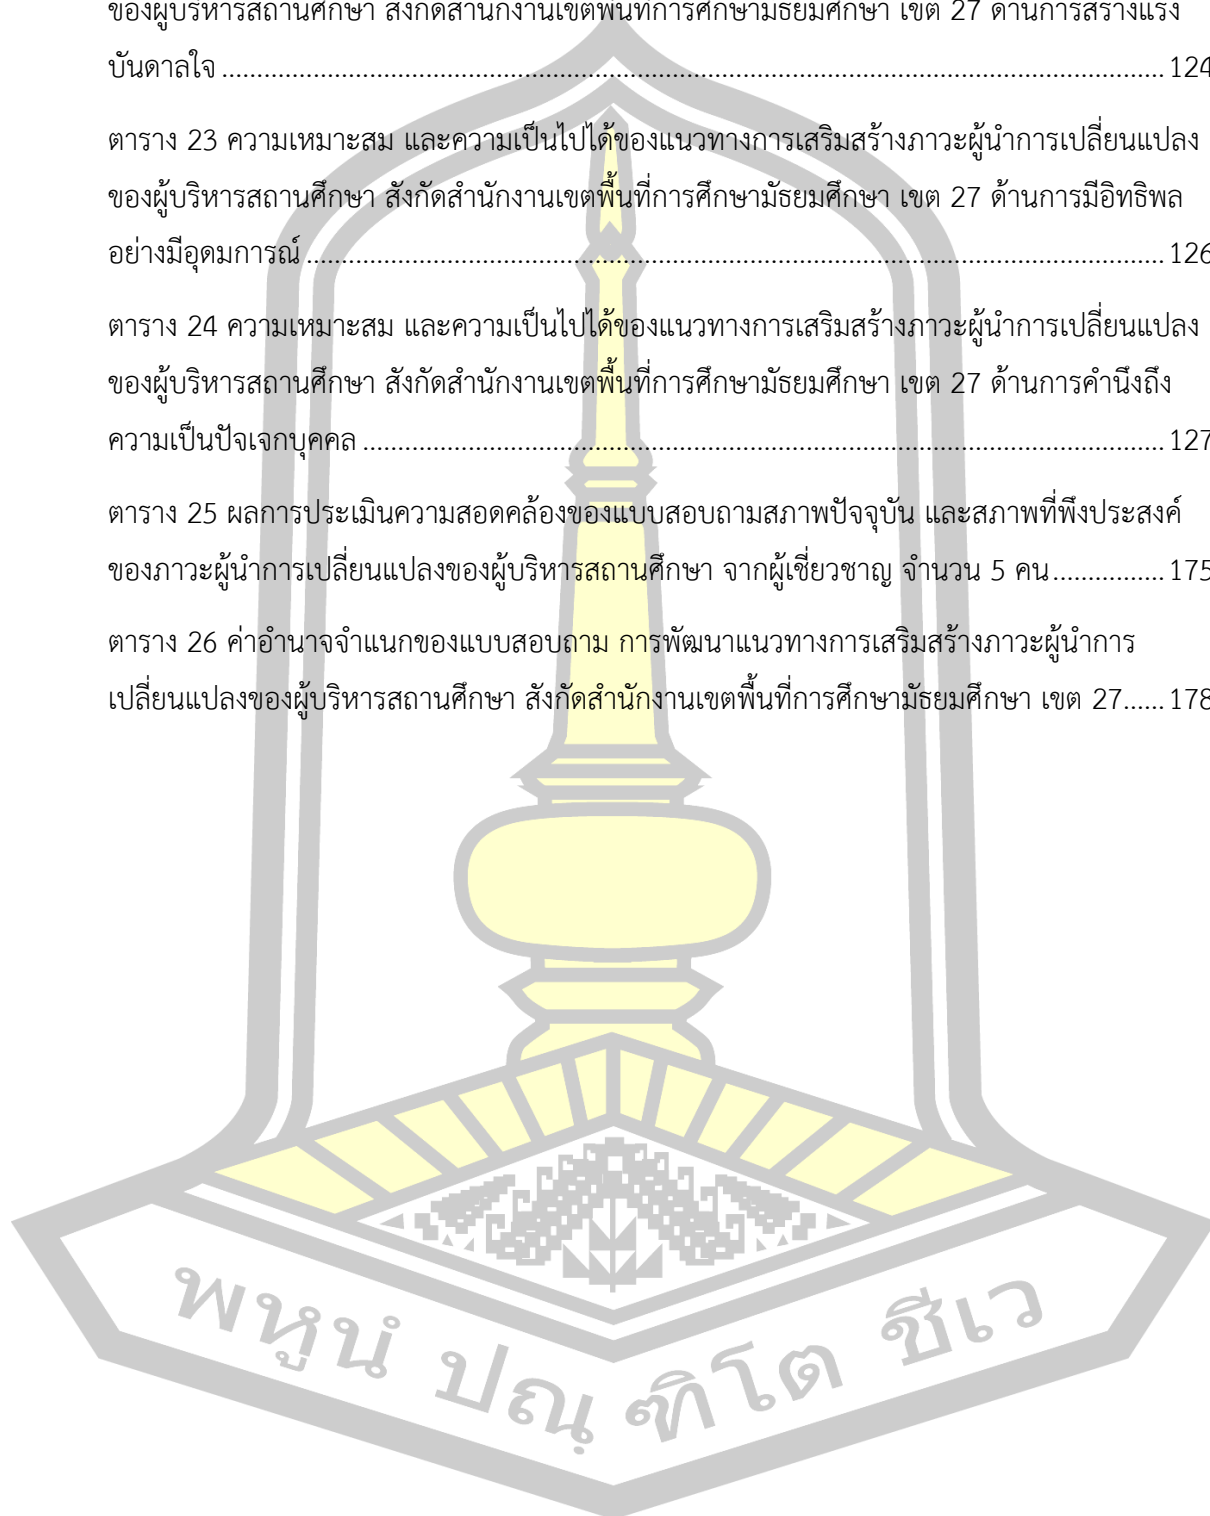 ของผู้บริหารสถานศึกษา สังกัดสำนักงานเขตพื้นที่การศึกษามัธยมศึกษา เขต 27 ด้านการสร้างแรง
บันดาลใจ ........................................................................................................................................ 124
ตาราง 23 ความเหมาะสม และความเป็นไปได้ของแนวทางการเสริมสร้างภาวะผู้นำการเปลี่ยนแปลง
ของผู้บริหารสถานศึกษา สังกัดสำนักงานเขตพื้นที่การศึกษามัธยมศึกษา เขต 27 ด้านการมีอิทธิพล
อย่างมีอุดมการณ์ ............................................................................................................................ 126
ตาราง 24 ความเหมาะสม และความเป็นไปได้ของแนวทางการเสริมสร้างภาวะผู้นำการเปลี่ยนแปลง
ของผู้บริหารสถานศึกษา สังกัดสำนักงานเขตพื้นที่การศึกษามัธยมศึกษา เขต 27 ด้านการคำนึงถึง
ความเป็นปัจเจกบุคคล .................................................................................................................... 127
ตาราง 25 ผลการประเมินความสอดคล้องของแบบสอบถามสภาพปัจจุบัน และสภาพที่พึงประสงค์
ของภาวะผู้นำการเปลี่ยนแปลงของผู้บริหารสถานศึกษา จากผู้เชี่ยวชาญ จำนวน 5 คน ................ 175
ตาราง 26 ค่าอำนาจจำแนกของแบบสอบถาม การพัฒนาแนวทางการเสริมสร้างภาวะผู้นำการ
เปลี่ยนแปลงของผู้บริหารสถานศึกษา สังกัดสำนักงานเขตพื้นที่การศึกษามัธยมศึกษา เขต 27...... 178
พหูนํ ปณฺ ฑิโต ชีเว